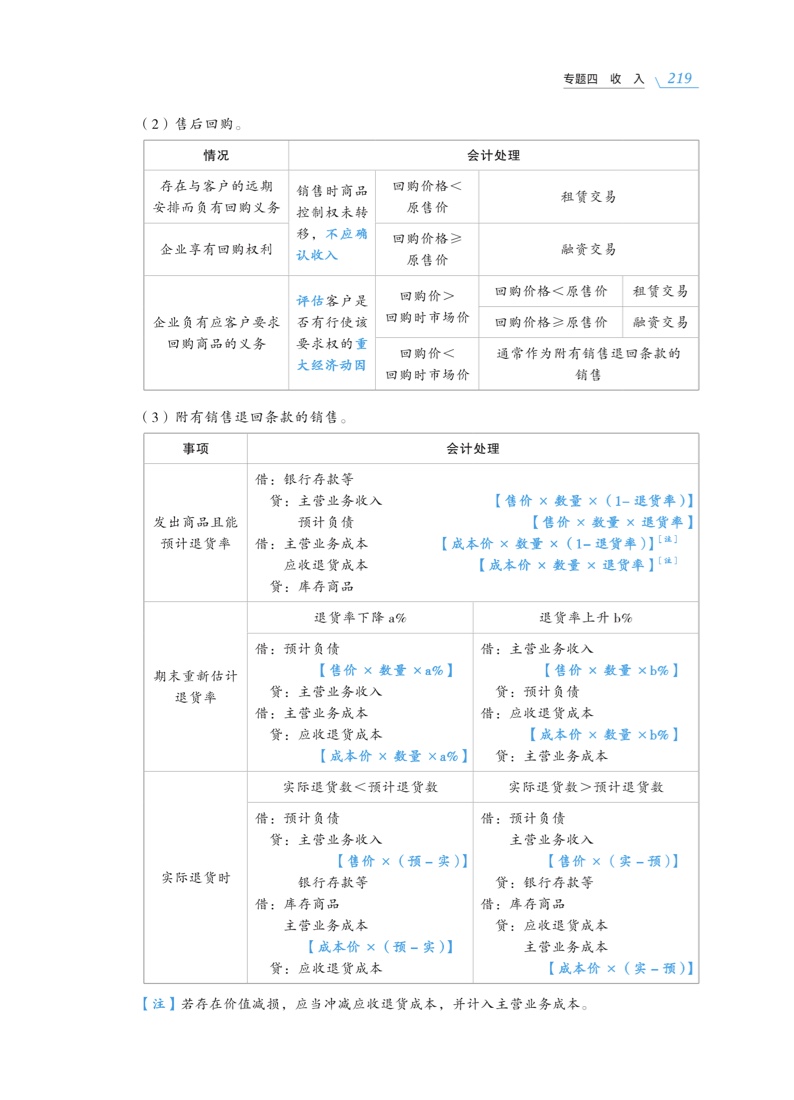 专题四 收 入 219
（2）售后回购。
情况 会计处理
存在与客户的远期
安排而负有回购义务
企业享有回购权利
销售时商品
控制权未转
移，不应确
认收入
回购价格＜
原售价
租赁交易
回购价格≥
原售价
融资交易
企业负有应客户要求
回购商品的义务
评估客户是
否有行使该
要求权的重
大经济动因
回购价＞
回购时市场价
回购价格＜原售价 租赁交易
回购价格≥原售价 融资交易
回购价＜
回购时市场价
通常作为附有销售退回条款的
销售
（3）附有销售退回条款的销售。
事项 会计处理
发出商品且能
预计退货率
借：银行存款等
贷：主营业务收入 【售价 × 数量 ×（1– 退货率）】
预计负债 【售价 × 数量 × 退货率】
借：主营业务成本 【成本价 × 数量 ×（1– 退货率）】[注]
应收退货成本 【成本价 × 数量 × 退货率】[注]
贷：库存商品
期末重新估计
退货率
退货率下降 a%
借：预计负债
【售价 × 数量 ×a%】
贷：主营业务收入
借：主营业务成本
贷：应收退货成本
【成本价 × 数量 ×a%】
退货率上升 b%
借：主营业务收入
【售价 × 数量 ×b%】
贷：预计负债
借：应收退货成本
【成本价 × 数量 ×b%】
贷：主营业务成本
实际退货时
实际退货数＜预计退货数
借：预计负债
贷：主营业务收入
【售价 ×（预 – 实）】
银行存款等
借：库存商品
主营业务成本
【成本价 ×（预 – 实）】
贷：应收退货成本
实际退货数＞预计退货数
借：预计负债
主营业务收入
【售价 ×（实 – 预）】
贷：银行存款等
借：库存商品
贷：应收退货成本
主营业务成本
【成本价 ×（实 – 预）】
【注】若存在价值减损，应当冲减应收退货成本，并计入主营业务成本。